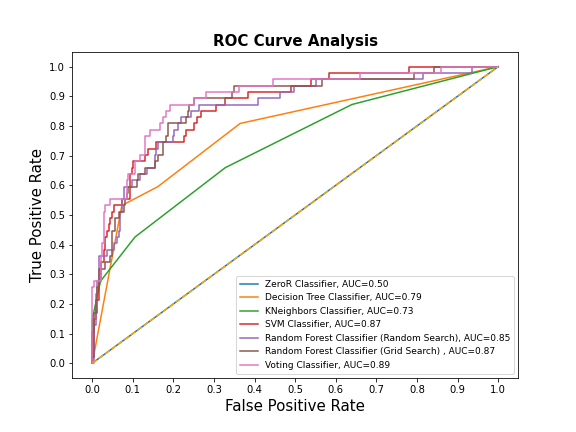 ROC Curve Analysis
True Positive Rate
1.0
0.9
0.8
0.7
0.6
0.5
0.4
0.3
0.2
0.1
0.0
ZeroR Classifier, AUC=0.50
Decision Tree Classifier, AUC=0.79
KNeighbors Classifier, AUC=0.73
SVM Classifier, AUC=0.87
Random Forest Classifier (Random Search), AUC=0.85
Random Forest Classifier (Grid Search) , AUC=0.87
Voting Classifier, AUC=0.89
0.0 0.1 0.2 0.3 0.4 0.5 0.6 0.7 0.8 0.9 1.0
False Positive Rate